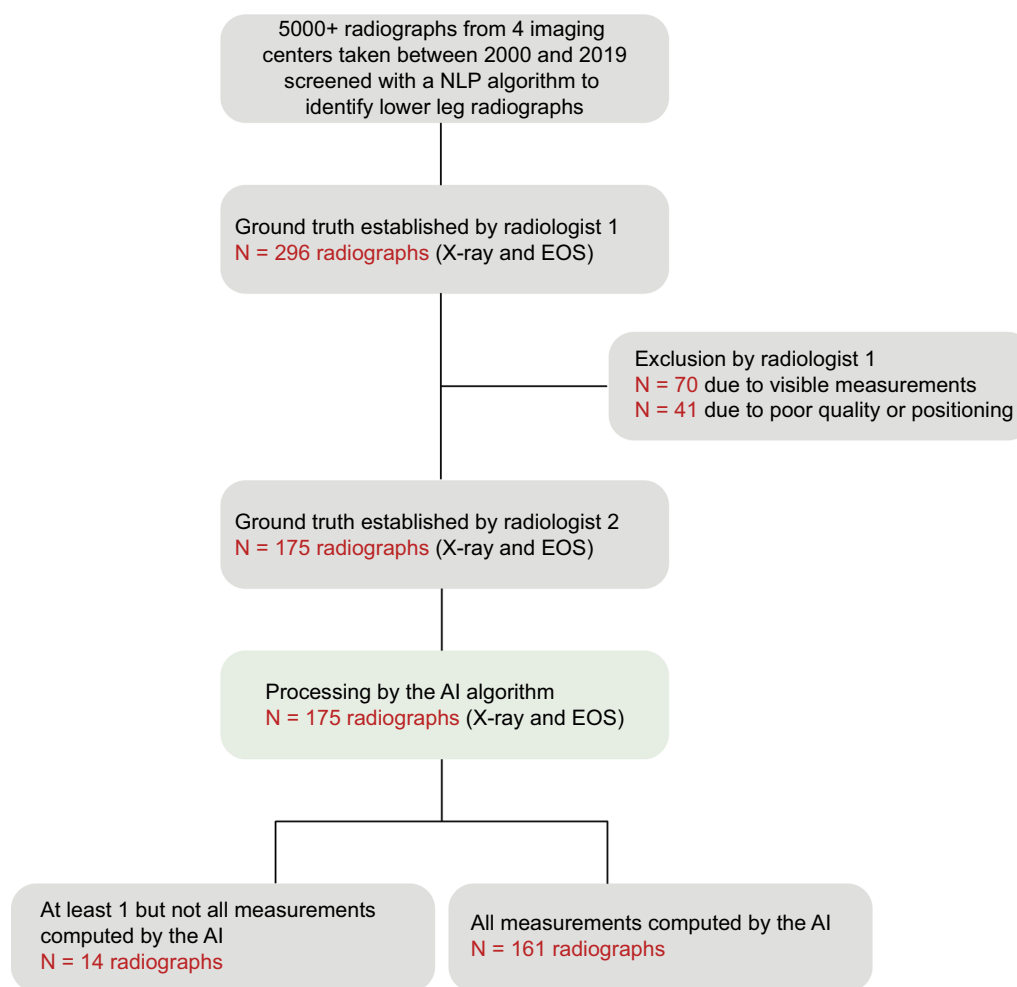 5000+ radiographs from 4 imaging
centers taken between 2000 and 2019
screened with a NLP algorithm to
identify lower leg radiographs
Ground truth established by radiologist 1
N = 296 radiographs (X-ray and EOS)
Exclusion by radiologist 1
N = 70 due to visible measurements
N = 41 due to poor quality or positioning
Ground truth established by radiologist 2
N = 175 radiographs (X-ray and EOS)
Processing by the AI algorithm
N = 175 radiographs (X-ray and EOS)
At least 1 but not all measurements
computed by the AI
N = 14 radiographs
All measurements computed by the AI
N = 161 radiographs